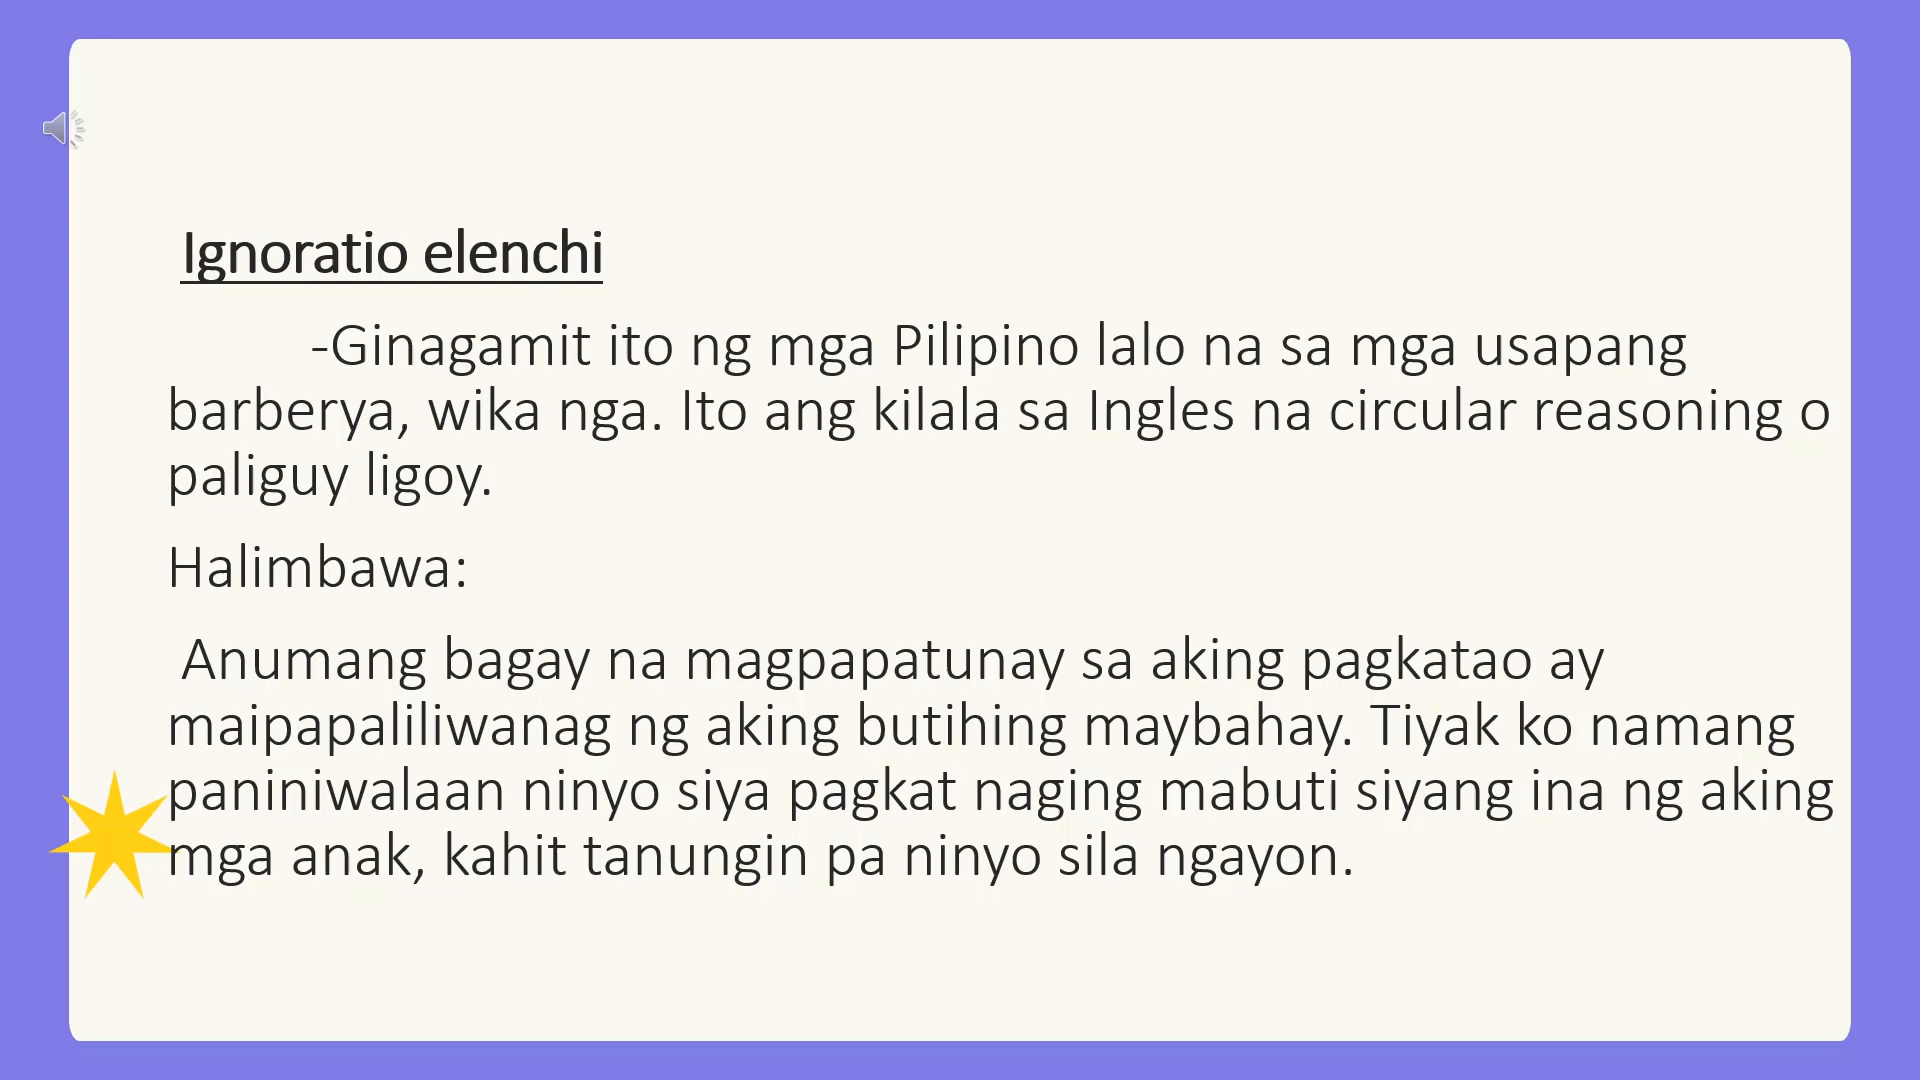 Ignoratio elenchi
-Ginagamit ito ng mga Pilipino lalo na sa mga usapang
barberya, wika nga. Ito ang kilala sa Ingles na circular reasoning o
paliguy ligoy.
Halimbawa:
Anumang bagay na magpapatunay sa aking pagkatao ay
maipapaliliwanag ng aking butihing maybahay. Tiyak ko namang
paniniwalaan ninyo siya pagkat naging mabuti siyang ina ng aking
mga anak, kahit tanungin pa ninyo sila ngayon.